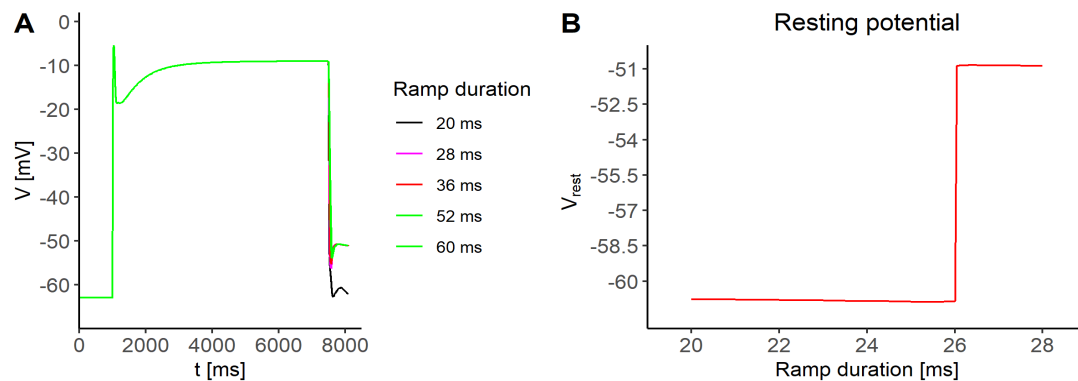 A
0
-10
-20
-30
-40
-50
-60
V [mV]
0 2000 4000 6000 8000
t [ms]
Ramp duration
20 ms
28 ms
36 ms
52 ms
60 ms
B
Resting potential
-51
-52.5
-54
-55.5
-57
-58.5
-60
Vrest
20 22 24 26 28
Ramp duration [ms]